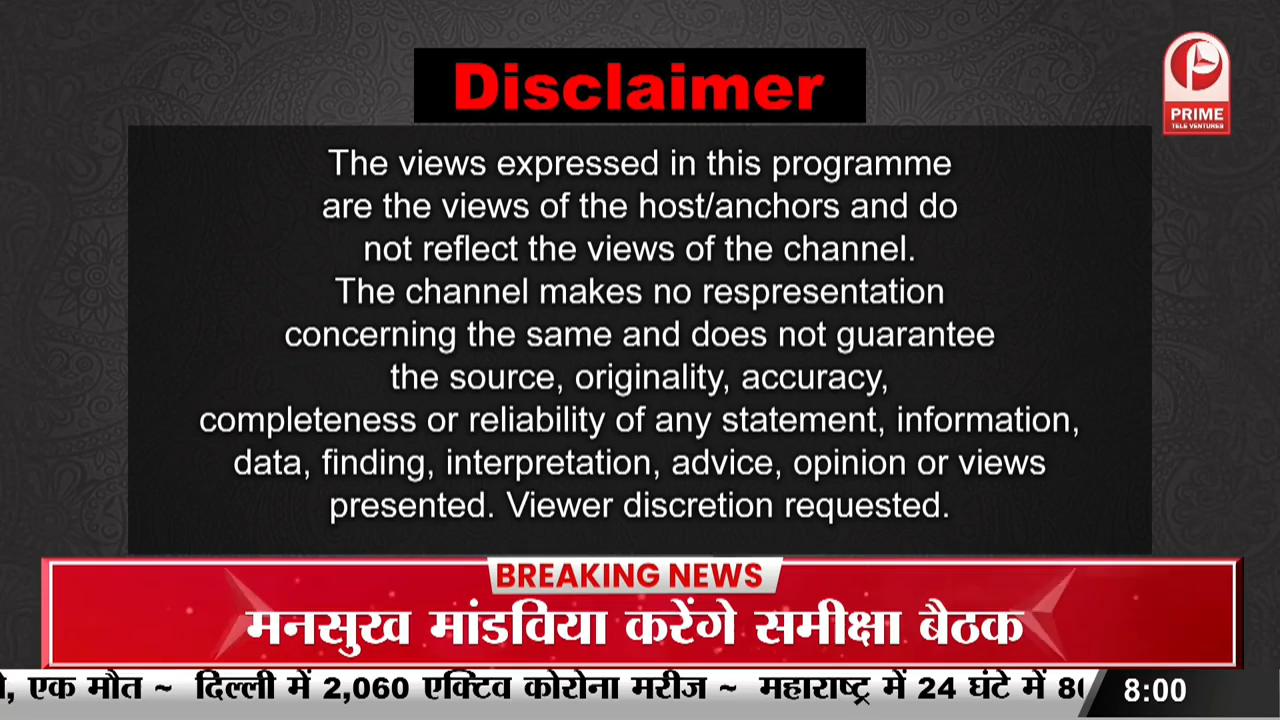 Disclaimer
PRIME
TELE VENTURES
The views expressed in this programme
are the views of the host/anchors and do
not reflect the views of the channel.
The channel makes no respresentation
concerning the same and does not guarantee
the source, originality, accuracy,
completeness or reliability of any statement, information,
data, finding, interpretation, advice, opinion or views
presented. Viewer discretion requested.
BREAKING NEWS
मनसुख मांडविया करेंगे समीक्षा बैठक
एक मौत ~ दिल्ली में 2,060 एक्टिव कोरोना मरीज ~ महाराष्ट्र में 24 घंटे में
8:00